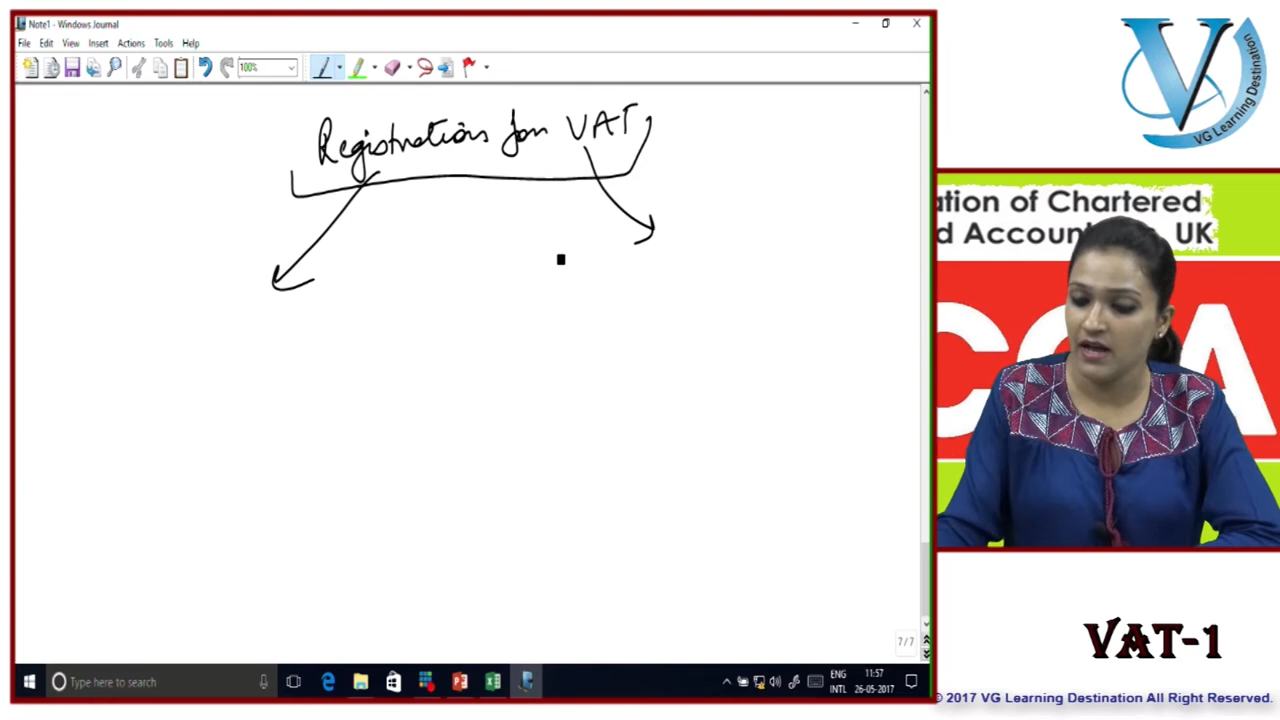 Note1 - Windows Journal
File Edit View Insert Actions Tools Help
100%
Registration for VAT
7/7
Type here to search
ENG
INTL
11:57
26-05-2017
V
VG Learning Destination
ation of Chartered
d Accountants, UK
CCA
VAT-1
© 2017 VG Learning Destination All Right Reserved.